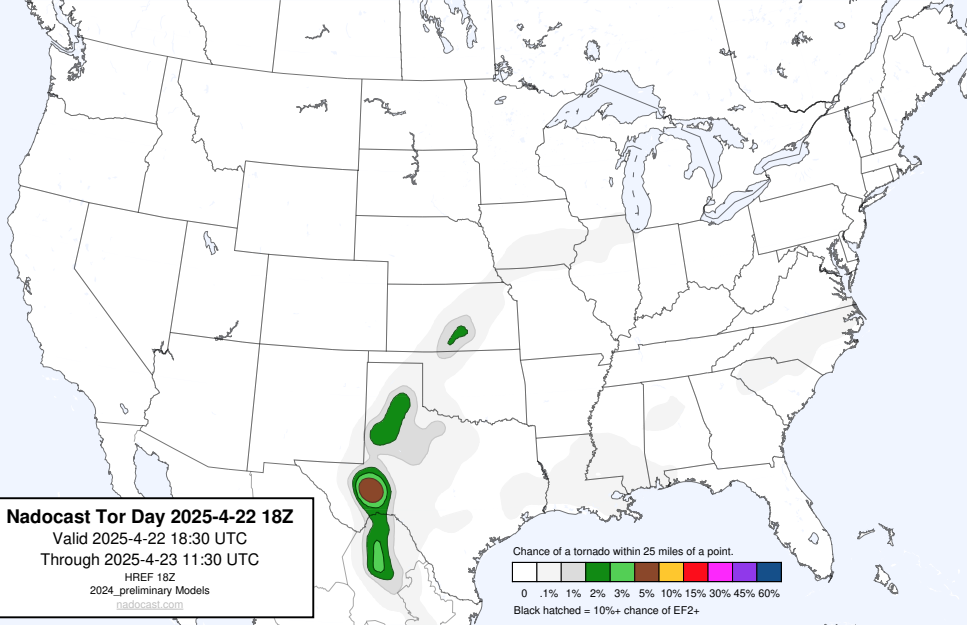 Nadocast Tor Day 2025-4-22 18Z
Valid 2025-4-22 18:30 UTC
Through 2025-4-23 11:30 UTC
HREF 18Z
2024_preliminary Models
nadocast.com
Chance of a tornado within 25 miles of a point.
0 .1% 1% 2% 3% 5% 10% 15% 30% 45% 60%
Black hatched = 10%+ chance of EF2+